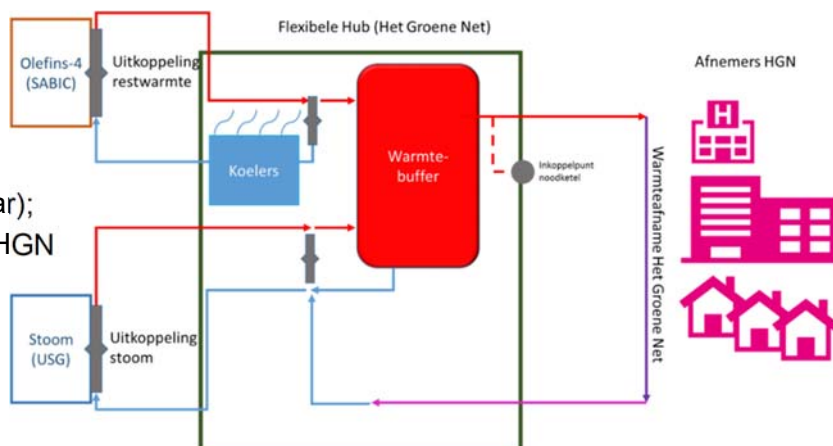 Flexibele Hub (Het Groene Net)
Olefins-4
(SABIC)
Uitkoppeling
restwarmte
Afnemers HGN
H
Koelers
Warmte-
buffer
Inkoppelpunt
noodketel
Warmteafname Het Groene Net
ar);
HGN
Stoom
(USG)
Uitkoppeling
stoom